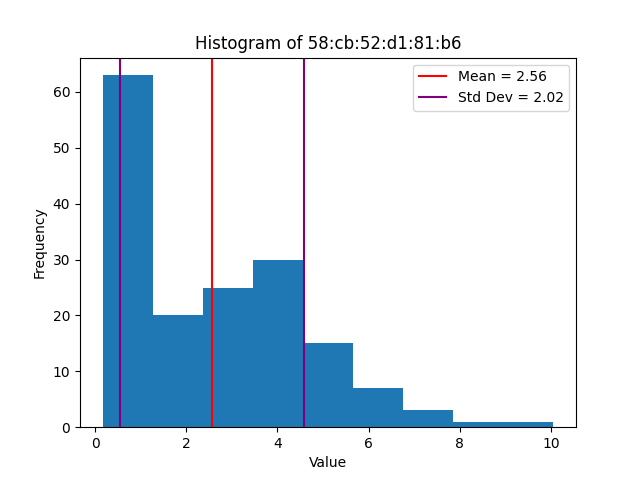 Histogram of 58:cb:52:d1:81:b6
Mean = 2.56
Std Dev = 2.02
Frequency
60
50
40
30
20
10
0
0 2 4 6 8 10
Value